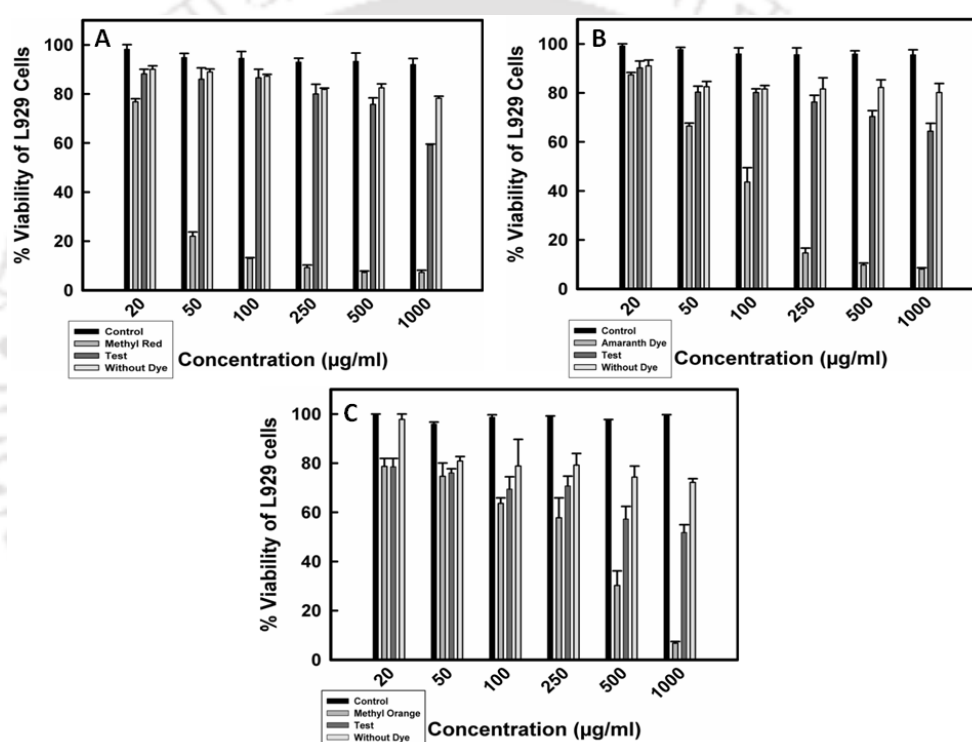 A
% Viability of L929 Cells
100
80
60
40
20
0
20 50 100 250 500 1000
Concentration (µg/ml)
Control
Methyl Red
Test
Without Dye
B
% Viability of L929 Cells
100
80
60
40
20
0
20 50 100 250 500 1000
Concentration (µg/ml)
Control
Amaranth Dye
Test
Without Dye
C
% Viability of L929 cells
100
80
60
40
20
0
20 50 100 250 500 1000
Concentration (µg/ml)
Control
Methyl Orange
Test
Without Dye